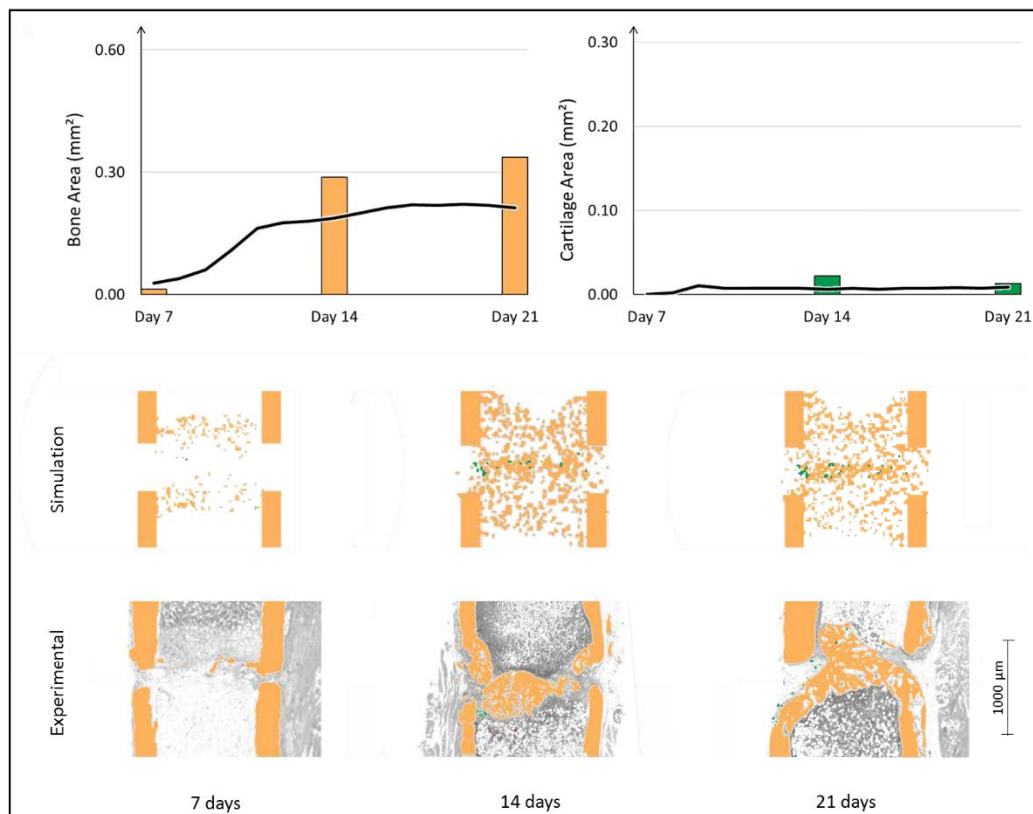 A
0.60
0.30
0.00
Bone Area (mm²)
Day 7
Day 14
Day 21
0.30
0.20
0.10
0.00
Cartilage Area (mm²)
Day 7
Day 14
Day 21
Simulation
Experimental
1000 µm
7 days
14 days
21 days